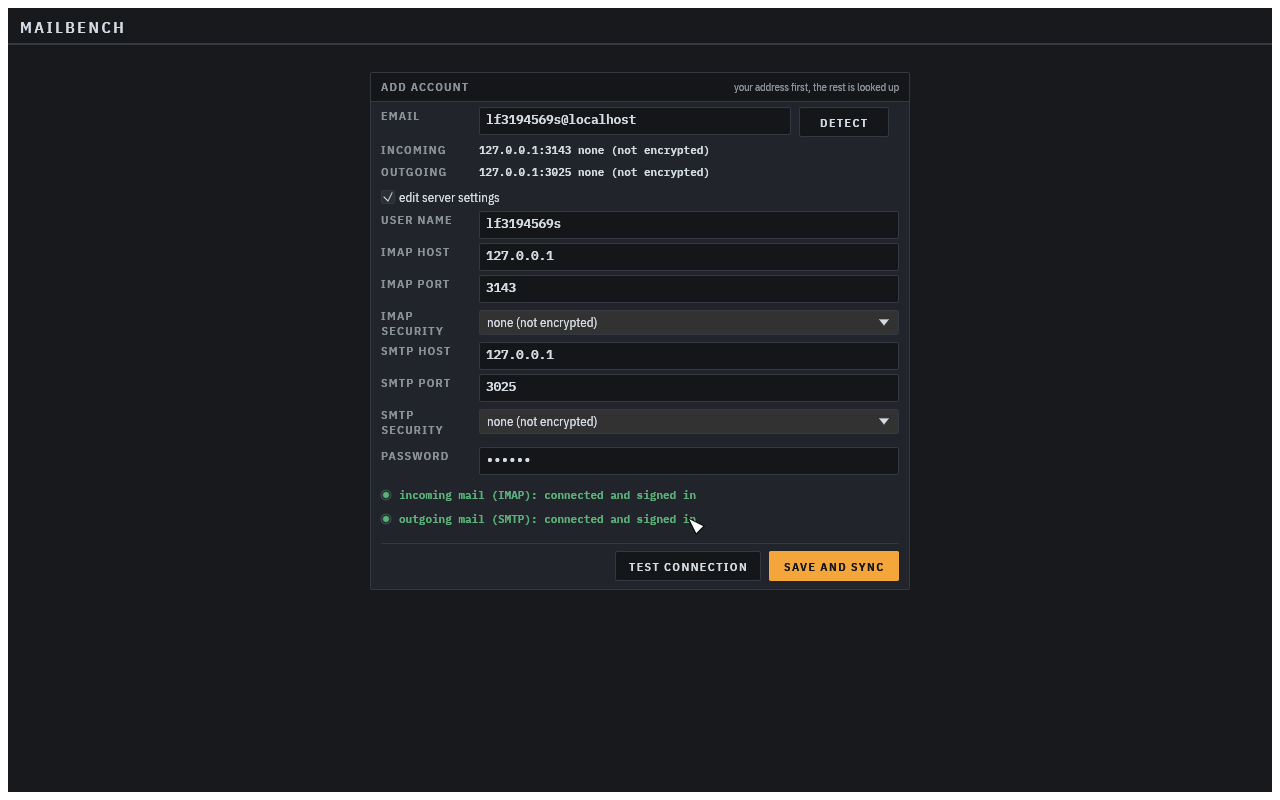 MAILBENCH
ADD ACCOUNT your address first, the rest is looked up
EMAIL lf3194569s@localhost DETECT
INCOMING 127.0.0.1:3143 none (not encrypted)
OUTGOING 127.0.0.1:3025 none (not encrypted)
edit server settings
USER NAME lf3194569s
IMAP HOST 127.0.0.1
IMAP PORT 3143
IMAP SECURITY none (not encrypted)
SMTP HOST 127.0.0.1
SMTP PORT 3025
SMTP SECURITY none (not encrypted)
PASSWORD ••••••
incoming mail (IMAP): connected and signed in
outgoing mail (SMTP): connected and signed in
TEST CONNECTION SAVE AND SYNC